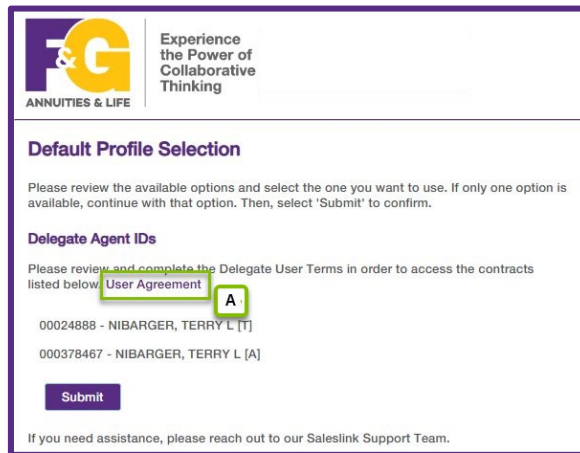 F&G
ANNUITIES & LIFE
Experience
the Power of
Collaborative
Thinking
Default Profile Selection
Please review the available options and select the one you want to use. If only one option is
available, continue with that option. Then, select 'Submit' to confirm.
Delegate Agent IDs
Please review and complete the Delegate User Terms in order to access the contracts
listed below. User Agreement
A
00024888 - NIBARGER, TERRY L [T]
000378467 - NIBARGER, TERRY L [A]
Submit
If you need assistance, please reach out to our Saleslink Support Team.